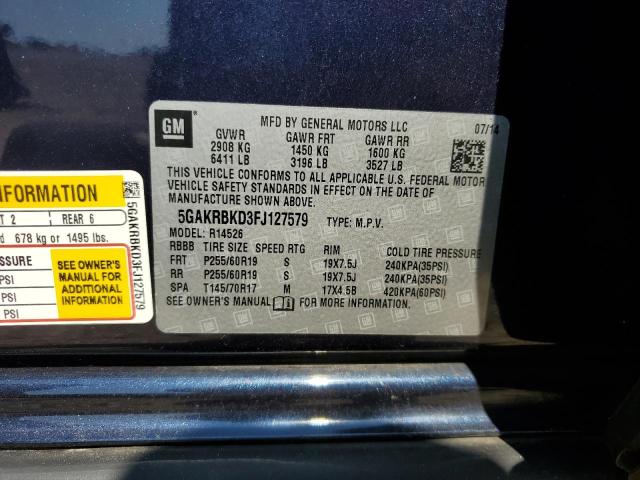 GM
MFD BY GENERAL MOTORS LLC
07/14
GVWR GAWR FRT GAWR RR
2908 KG 1450 KG 1600 KG
6411 LB 3196 LB 3527 LB
THIS VEHICLE CONFORMS TO ALL APPLICABLE U.S. FEDERAL MOTOR
VEHICLE SAFETY STANDARDS IN EFFECT ON THE DATE OF
MANUFACTURE SHOWN ABOVE.
5GAKRBKD3FJ127579 TYPE: M.P.V.
MODEL: R14526
RBBB TIRE SIZE SPEED RTG RIM COLD TIRE PRESSURE
FRT P255/60R19 S 19X7.5J 240KPA(35PSI)
RR P255/60R19 S 19X7.5J 240KPA(35PSI)
SPA T145/70R17 M 17X4.5B 420KPA(60PSI)
SEE OWNER'S MANUAL FOR MORE INFORMATION.
INFORMATION
T 2 REAR 6
678 kg or 1495 lbs.
SSURE
PSI
PSI
PSI
SEE OWNER'S
MANUAL FOR
ADDITIONAL
INFORMATION
5GAKRBKD3FJ127579